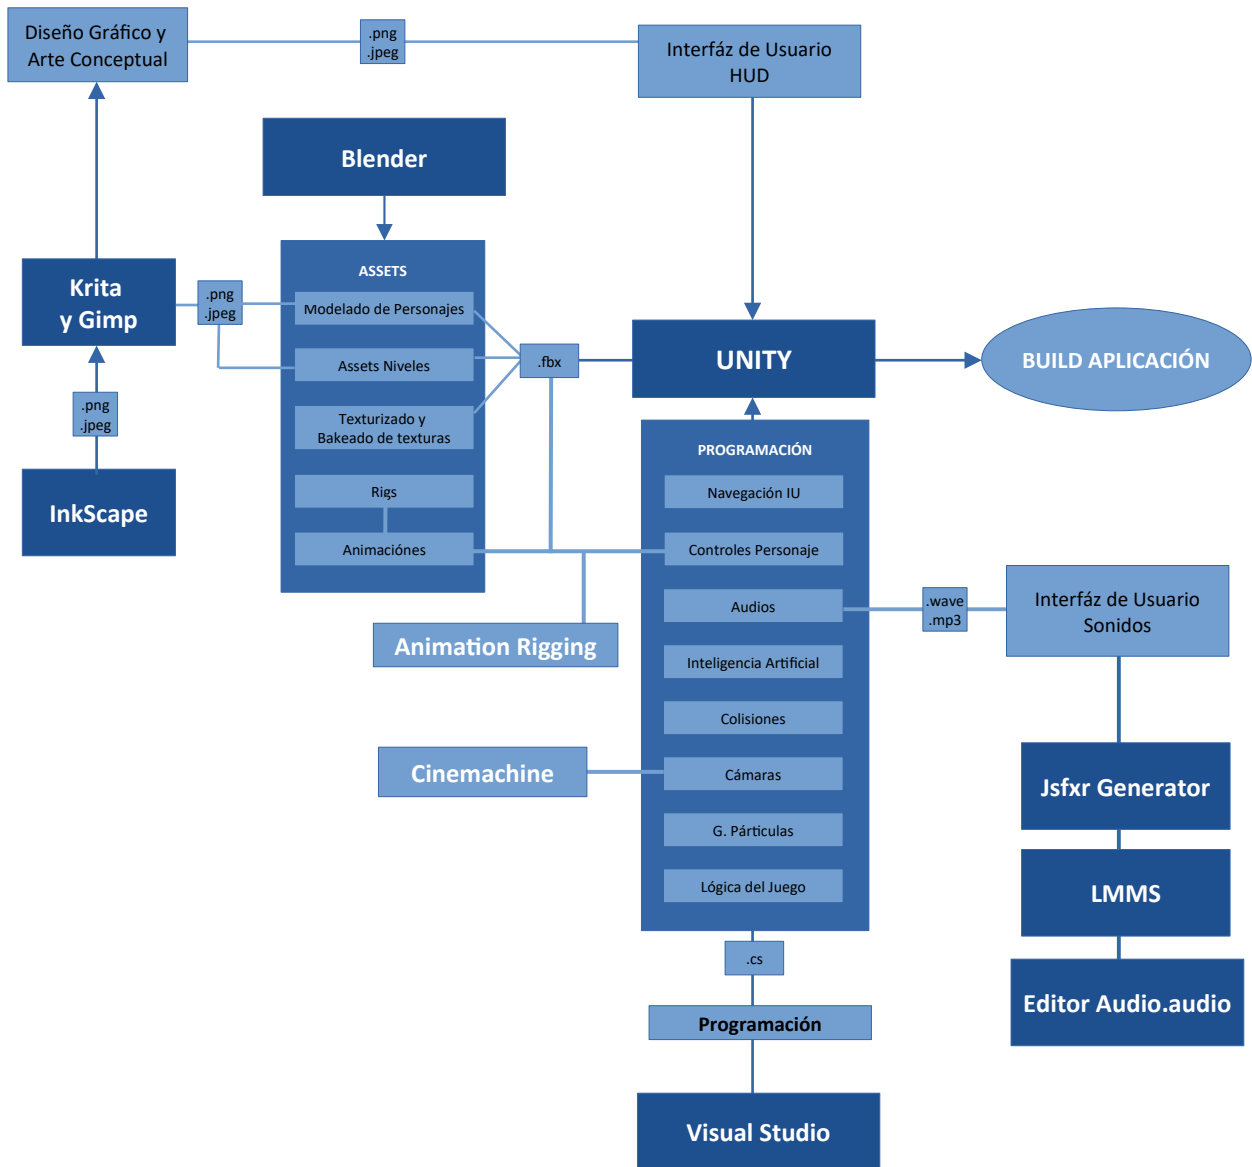 Diseño Gráfico y
Arte Conceptual
.png
.jpeg
Interfáz de Usuario
HUD
Blender
ASSETS
Krita
y Gimp
.png
.jpeg
Modelado de Personajes
Assets Niveles
Texturizado y
Bakeado de texturas
Rigs
Animaciónes
.fbx
UNITY
BUILD APLICACIÓN
.png
.jpeg
InkScape
PROGRAMACIÓN
Navegación IU
Controles Personaje
Audios
Inteligencia Artificial
Colisiones
Cámaras
G. Párticulas
Lógica del Juego
Animation Rigging
Cinemachine
.wave
.mp3
Interfáz de Usuario
Sonidos
Jsfxr Generator
LMMS
Editor Audio.audio
.cs
Programación
Visual Studio